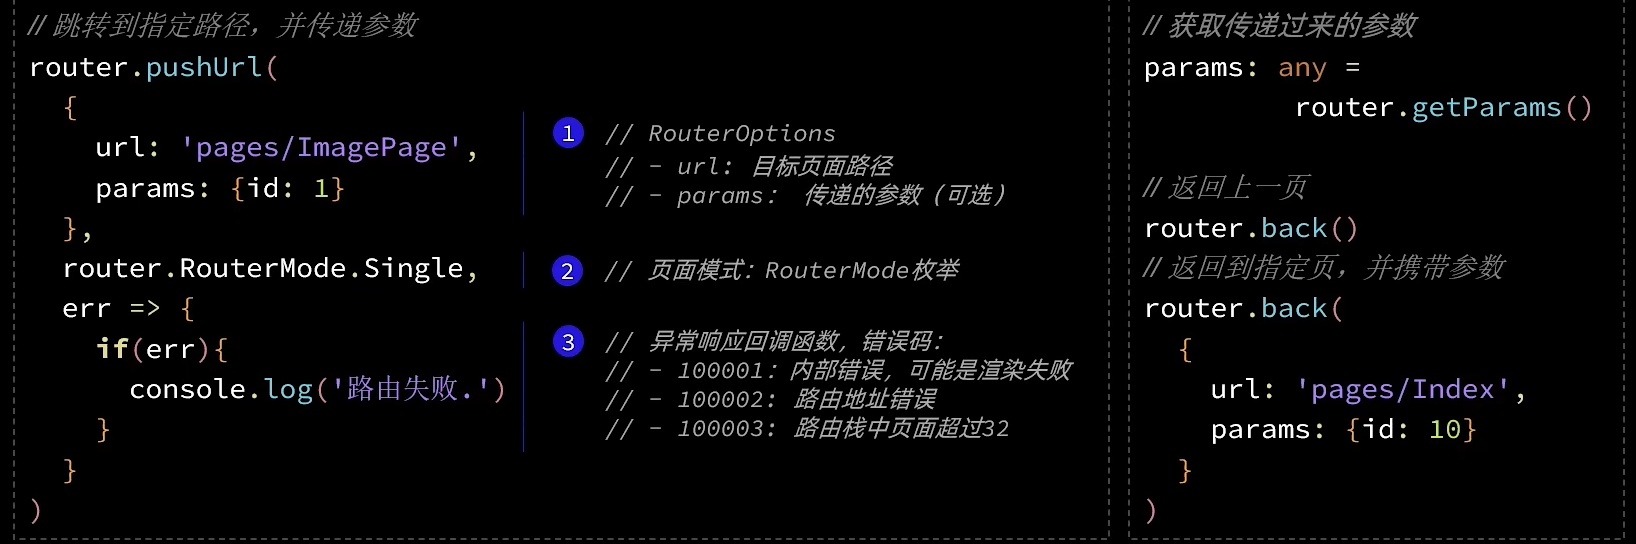 // 跳转到指定路径，并传递参数
router.pushUrl(
  {
    url: 'pages/ImagePage',
    params: {id: 1}
  },
  router.RouterMode.Single,
  err => {
    if(err){
      console.log('路由失败.')
    }
  }
)
1 // RouterOptions
// - url: 目标页面路径
// - params: 传递的参数（可选）
2 // 页面模式：RouterMode枚举
3 // 异常响应回调函数，错误码：
// - 100001：内部错误，可能是渲染失败
// - 100002：路由地址错误
// - 100003：路由栈中页面超过32
// 获取传递过来的参数
params: any =
router.getParams()
// 返回上一页
router.back()
// 返回到指定页，并携带参数
router.back(
  {
    url: 'pages/Index',
    params: {id: 10}
  }
)